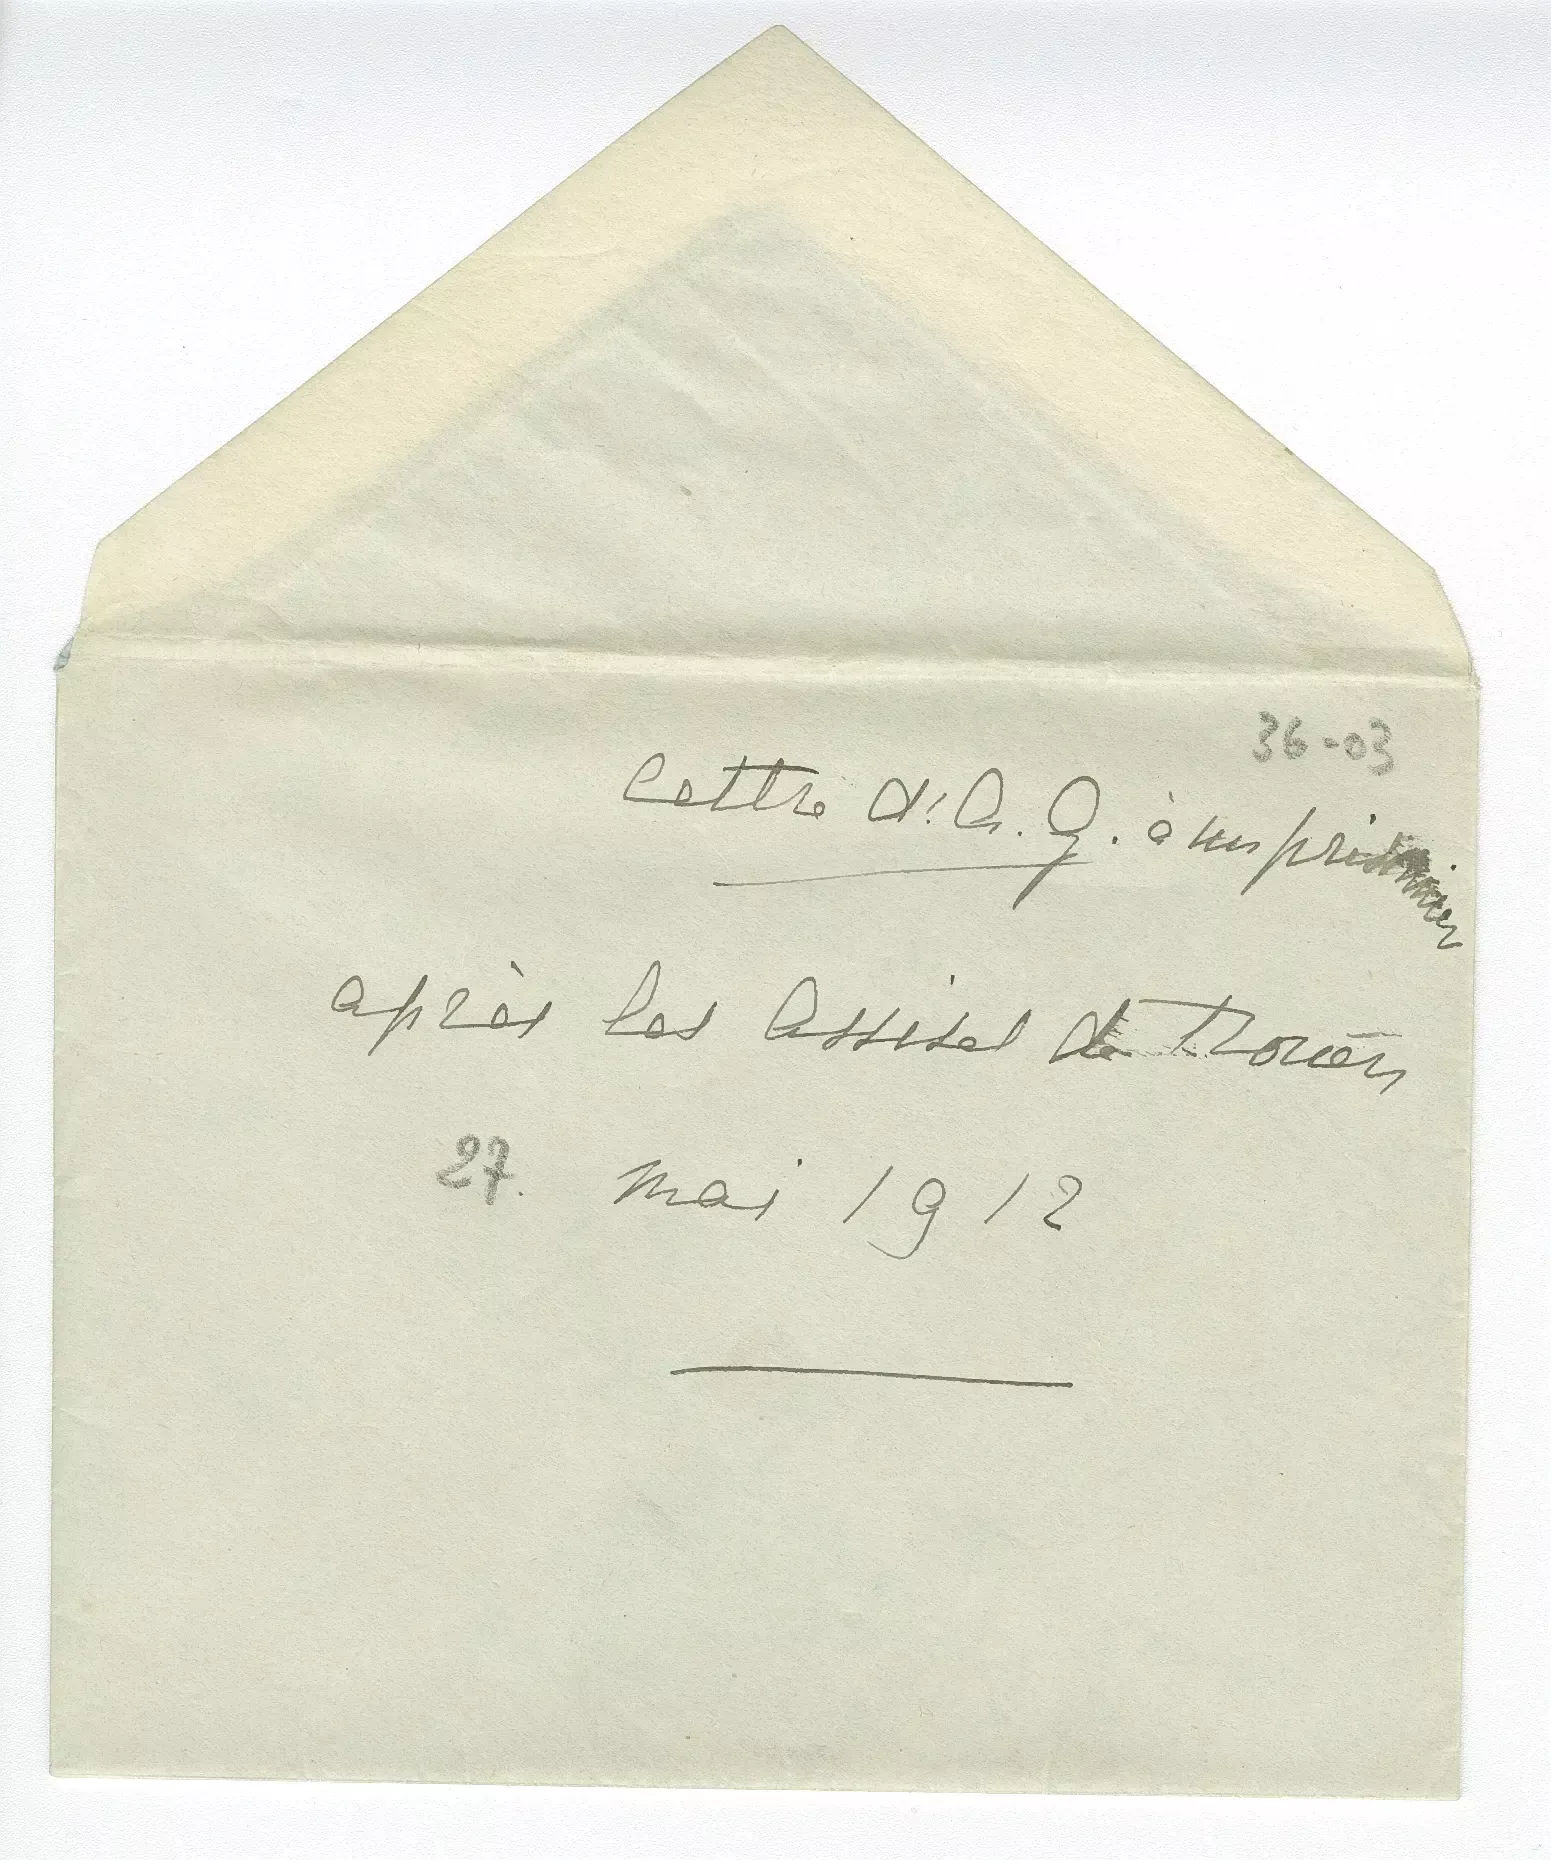 36-03
Lettre d'A. G. à un prisonnier
après les Assises de Rouen
27. mai 1912